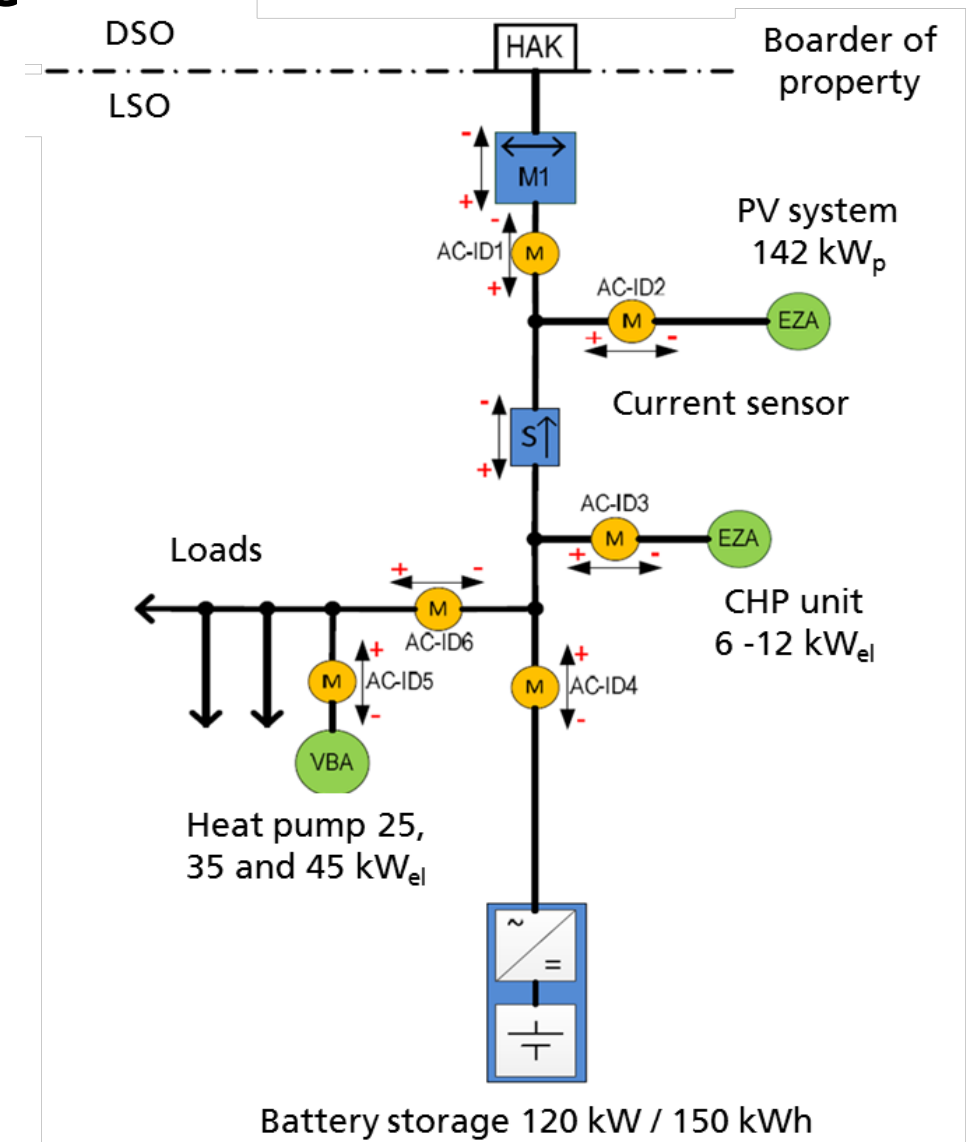 DSO
HAK
Boarder of
property
LSO
-
M1
+
-
AC-ID1
M
+
PV system
142 kWp
AC-ID2
M
EZA
+ -
Current sensor
-
S
+
AC-ID3
M
EZA
+ -
Loads
+ -
M
AC-ID6
CHP unit
6 -12 kWel
+
M
AC-ID5
-
+
M
AC-ID4
-
VBA
Heat pump 25,
35 and 45 kWel
~
=
Battery storage 120 kW / 150 kWh